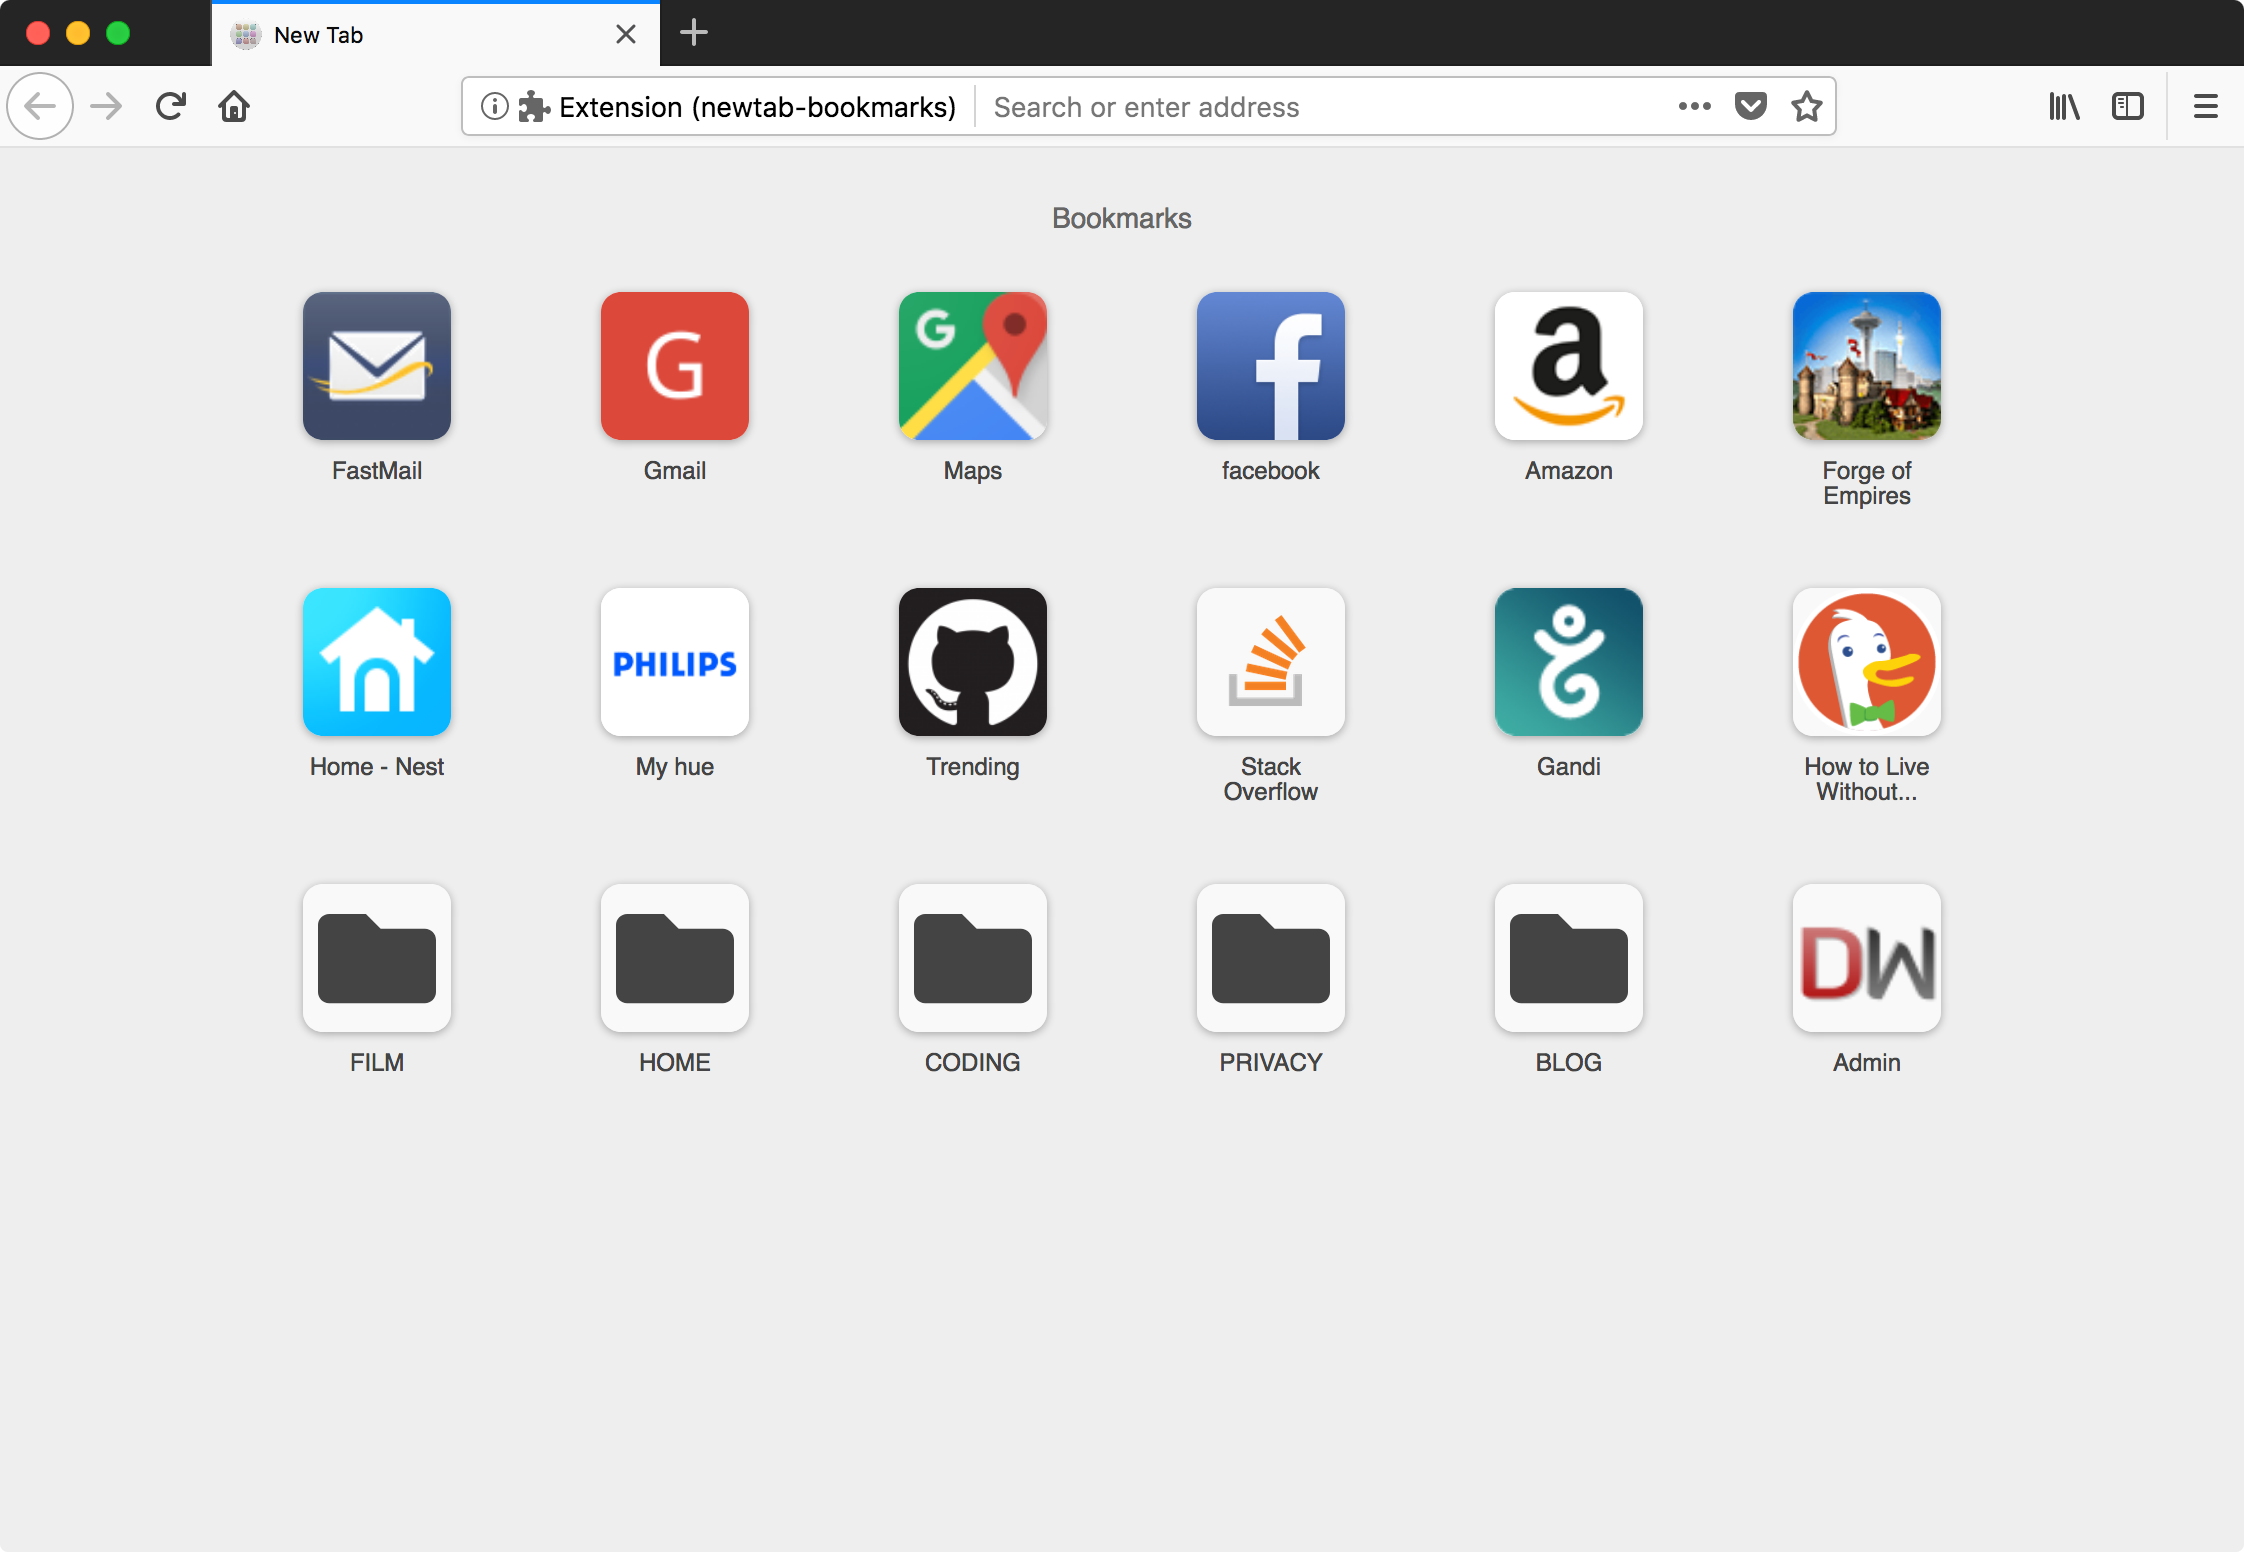 New Tab
Extension (newtab-bookmarks) Search or enter address
Bookmarks
G
G
f
a
FastMail
Gmail
Maps
facebook
Amazon
Forge of
Empires
PHILIPS
Home - Nest
My hue
Trending
Stack
Overflow
Gandi
How to Live
Without...
DW
FILM
HOME
CODING
PRIVACY
BLOG
Admin